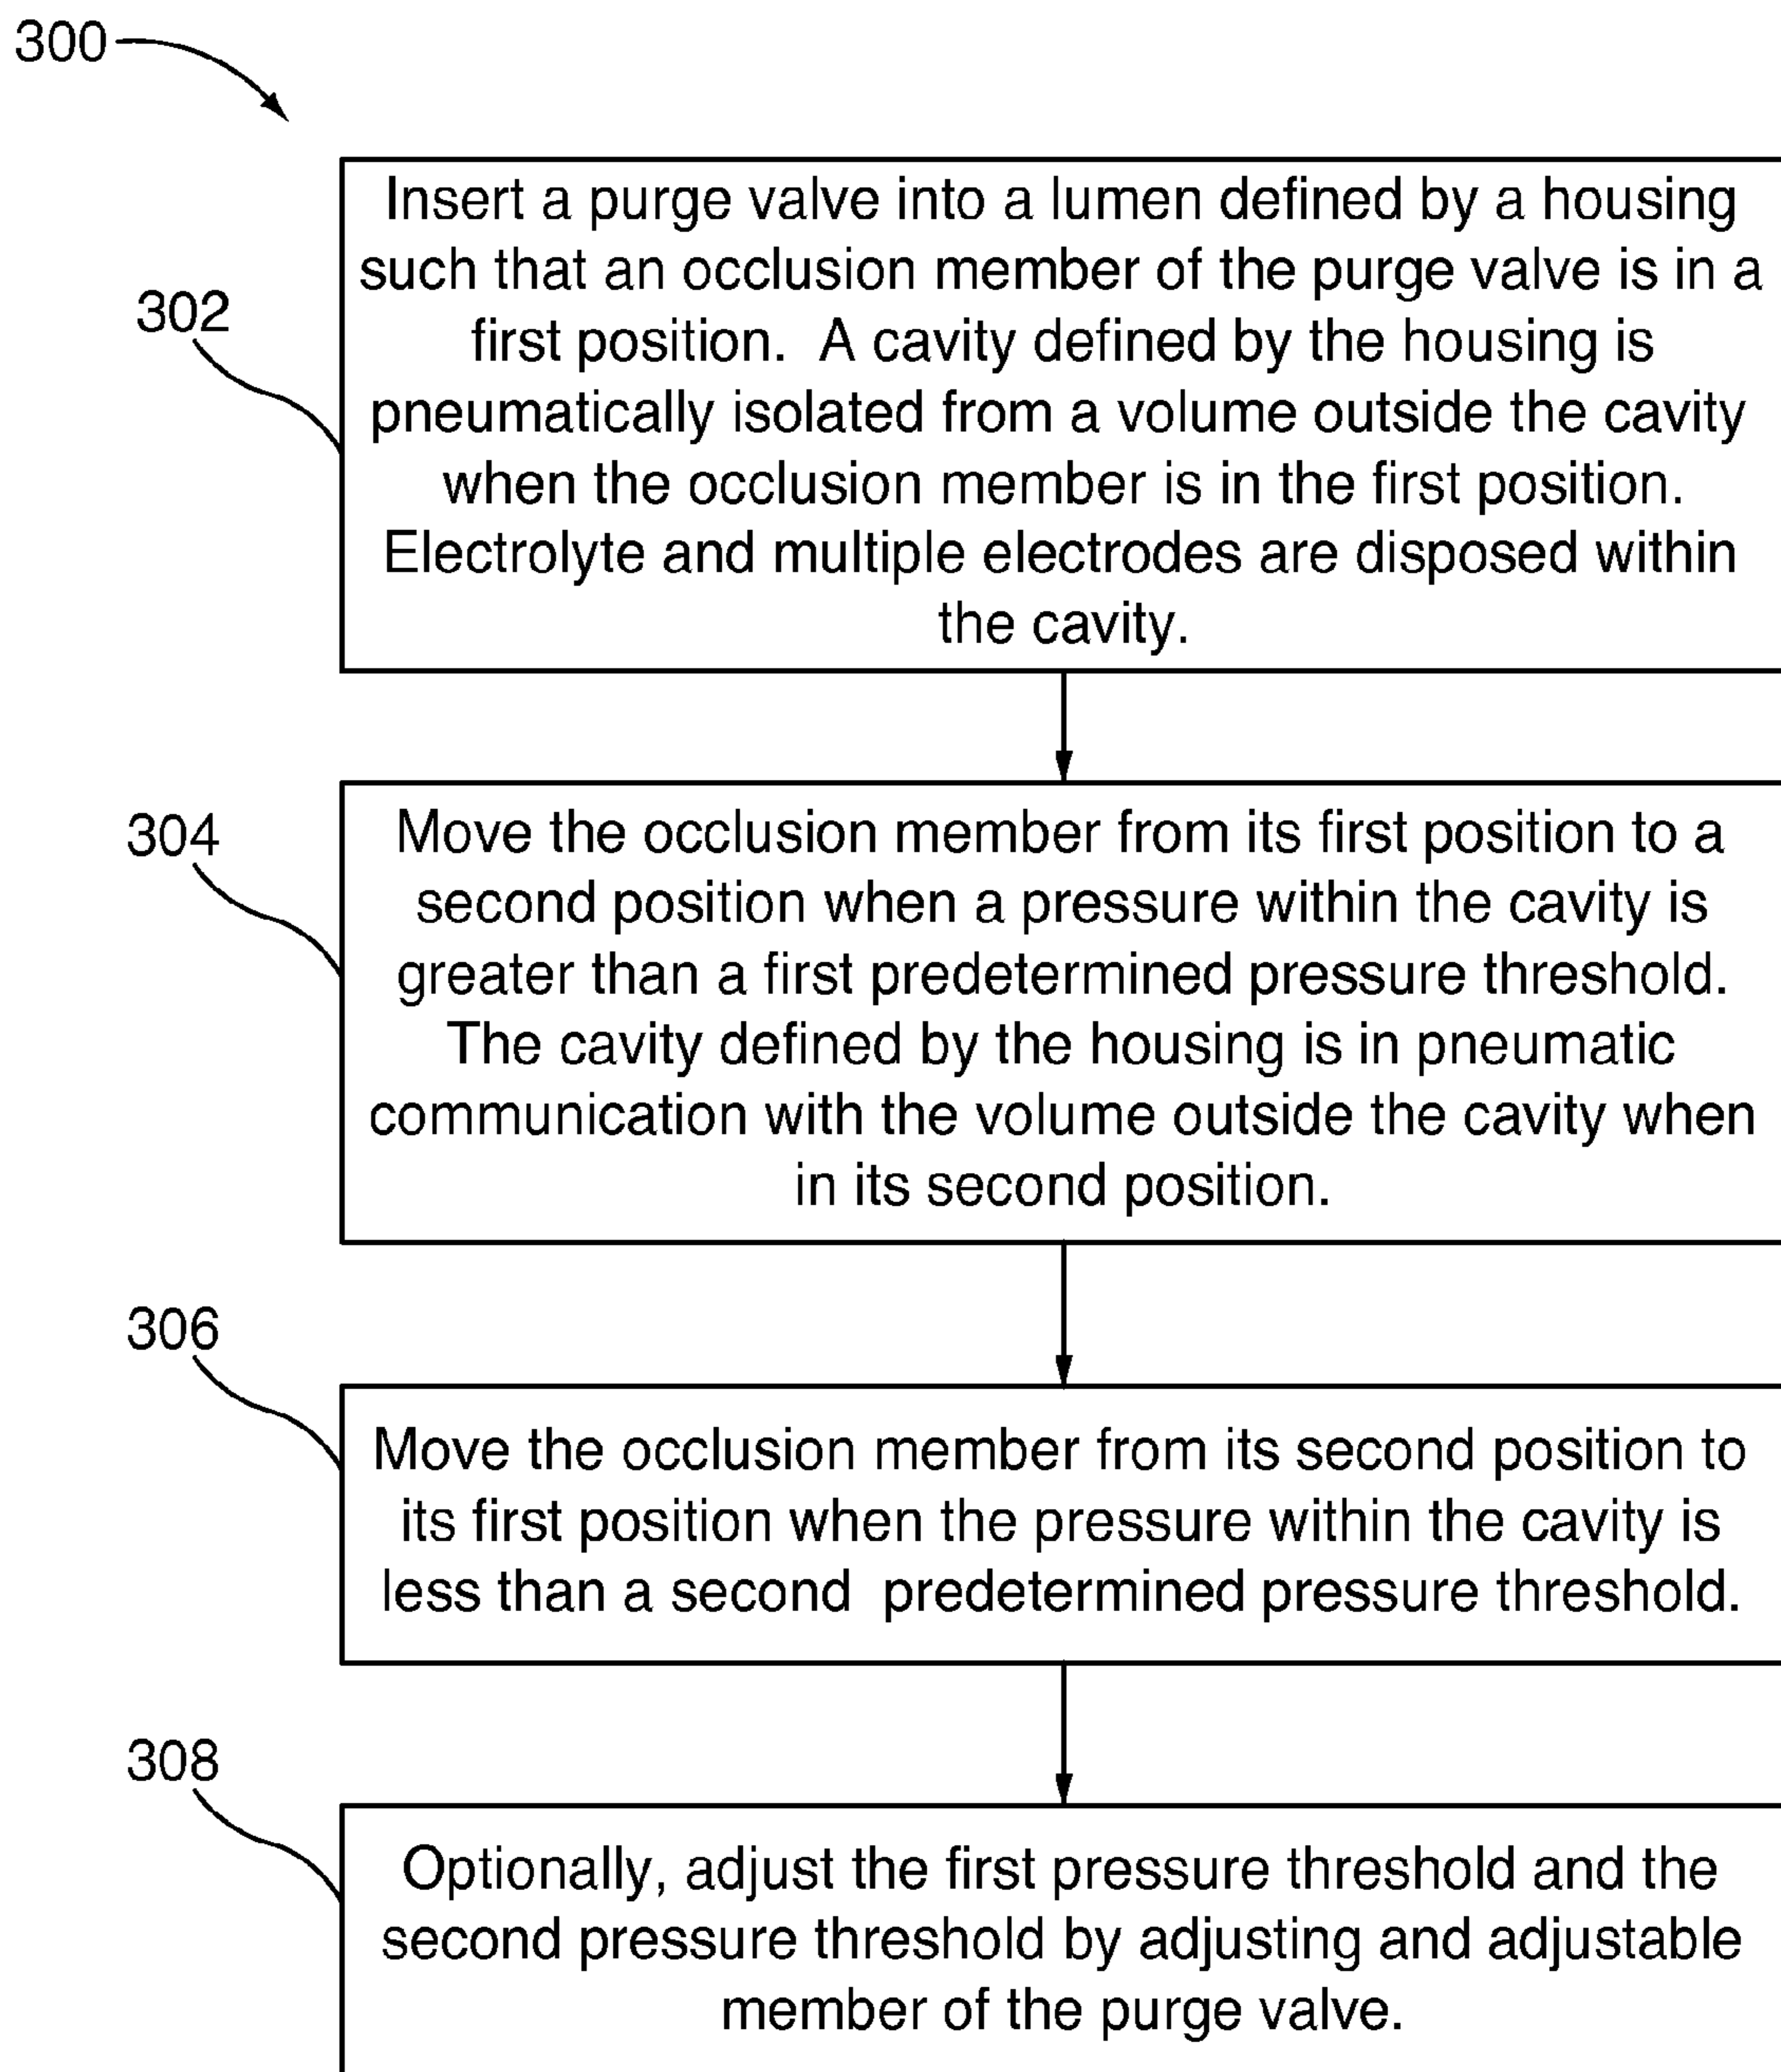 300
302
Insert a purge valve into a lumen defined by a housing
such that an occlusion member of the purge valve is in a
first position.  A cavity defined by the housing is
pneumatically isolated from a volume outside the cavity
when the occlusion member is in the first position.
Electrolyte and multiple electrodes are disposed within
the cavity.
304
Move the occlusion member from its first position to a
second position when a pressure within the cavity is
greater than a first predetermined pressure threshold.
The cavity defined by the housing is in pneumatic
communication with the volume outside the cavity when
in its second position.
306
Move the occlusion member from its second position to
its first position when the pressure within the cavity is
less than a second  predetermined pressure threshold.
308
Optionally, adjust the first pressure threshold and the
second pressure threshold by adjusting and adjustable
member of the purge valve.